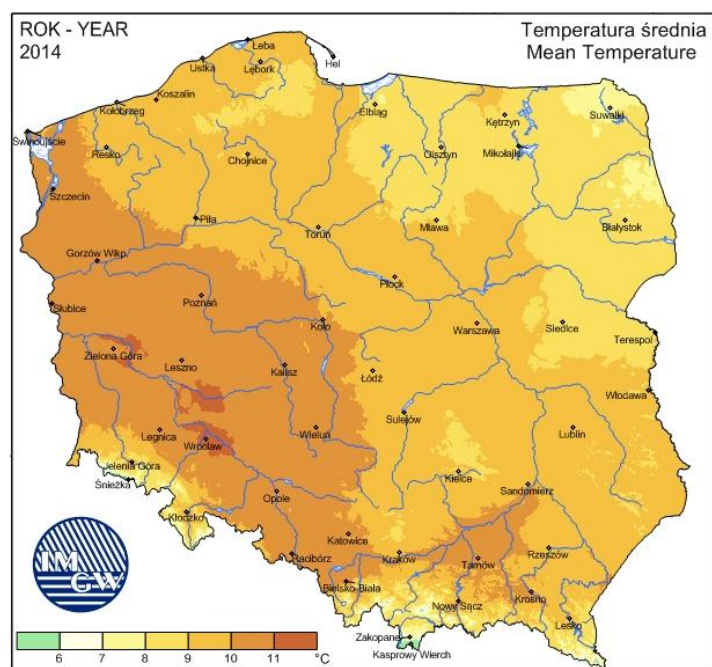 ROK - YEAR
2014
Temperatura średnia
Mean Temperature
Łeba
Ustka
Lębork
Hel
Koszalin
Kołobrzeg
Elbląg
Kętrzyn
Suwałki
Świnoujście
Resko
Chojnice
Olsztyn
Mikołajki
Szczecin
Piła
Toruń
Mława
Białystok
Gorzów Wlkp.
Płock
Słubice
Poznań
Koło
Warszawa
Siedlce
Terespol
Zielona Góra
Leszno
Kalisz
Łódź
Włodawa
Sulejów
Legnica
Wrocław
Wieluń
Lublin
Jelenia Góra
Śnieżka
Kielce
Sandomierz
Opole
Kłodzko
Katowice
Racibórz
Kraków
Tarnów
Rzeszów
Bielsko-Biała
Nowy Sącz
Krosno
Lesko
Zakopane
Kasprowy Wierch
IM
GW
6 7 8 9 10 11 °C